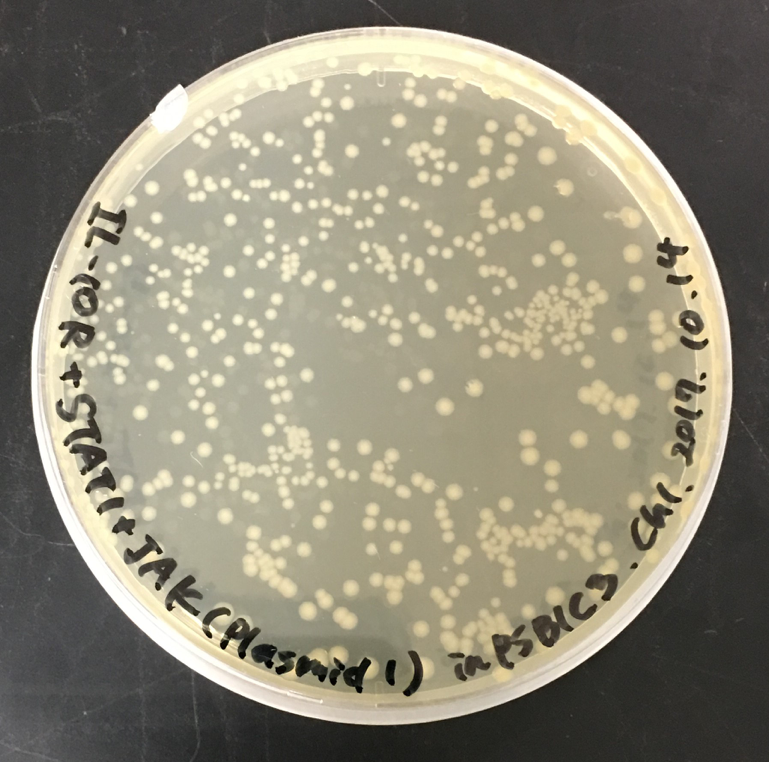 IL-10R + STAT1 + JAK (Plasmid 1) in PSB1C3. Chl. 2017. 10.14